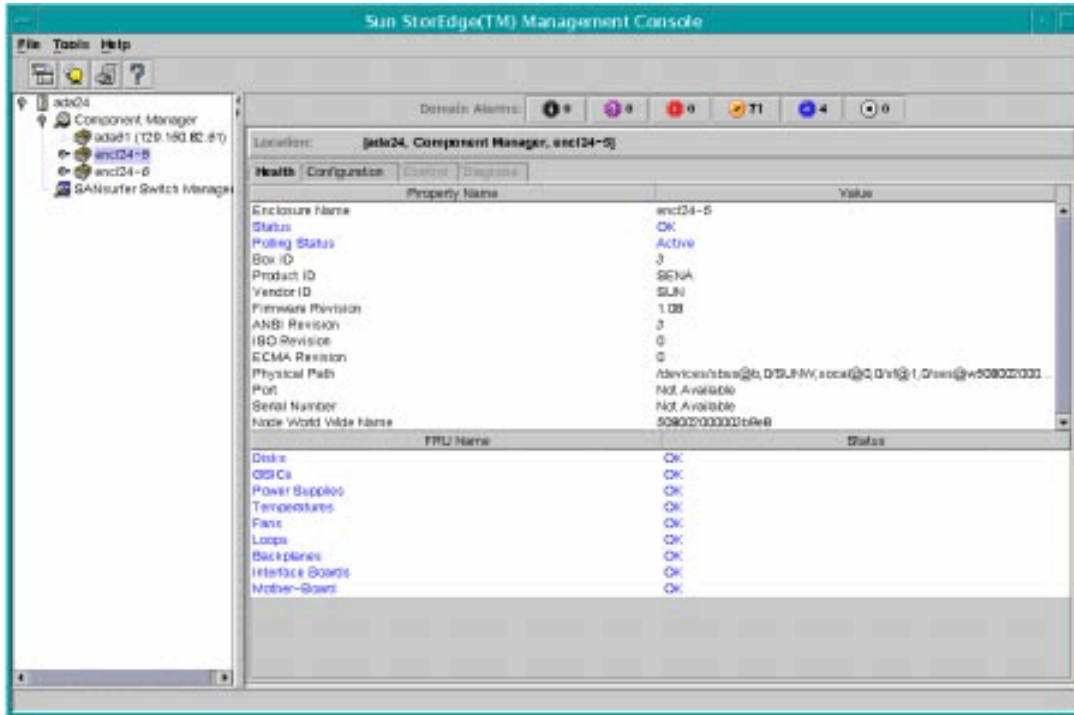 Sun StorEdge(TM) Management Console
File Tools Help
ada24
Component Manager
ada61 (129.150.62.61)
encl24-5
encl24-6
SANsurfer Switch Manager
Domain Alarms: 0 0 0 71 4 0
Location: [ada24, Component Manager, encl24-5]
Health Configuration Control Diagnose
Property Name Value
Enclosure Name encl24-5
Status OK
Polling Status Active
Box ID 3
Product ID SENA
Vendor ID SUN
Firmware Revision 1.08
ANSI Revision 3
ISO Revision 0
ECMA Revision 0
Physical Path
Port Not Available
Serial Number Not Available
Node World Wide Name
FRU Name Status
Disks OK
GBICs OK
Power Supplies OK
Temperatures OK
Fans OK
Loops OK
Backplanes OK
Interface Boards OK
Mother-Board OK